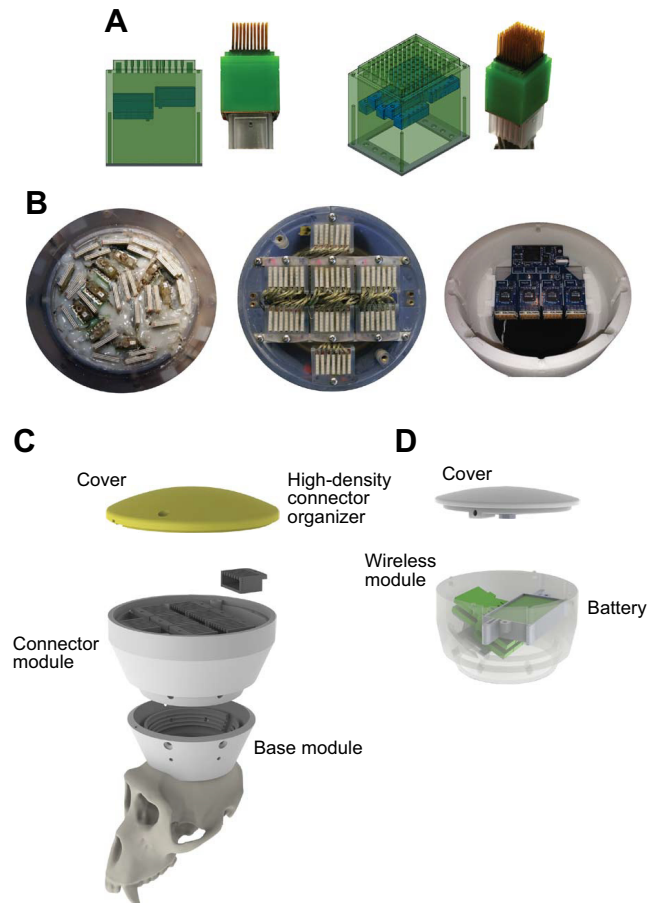 A
B
C
D
Cover
High-density
connector
organizer
Connector
module
Base module
Cover
Wireless
module
Battery